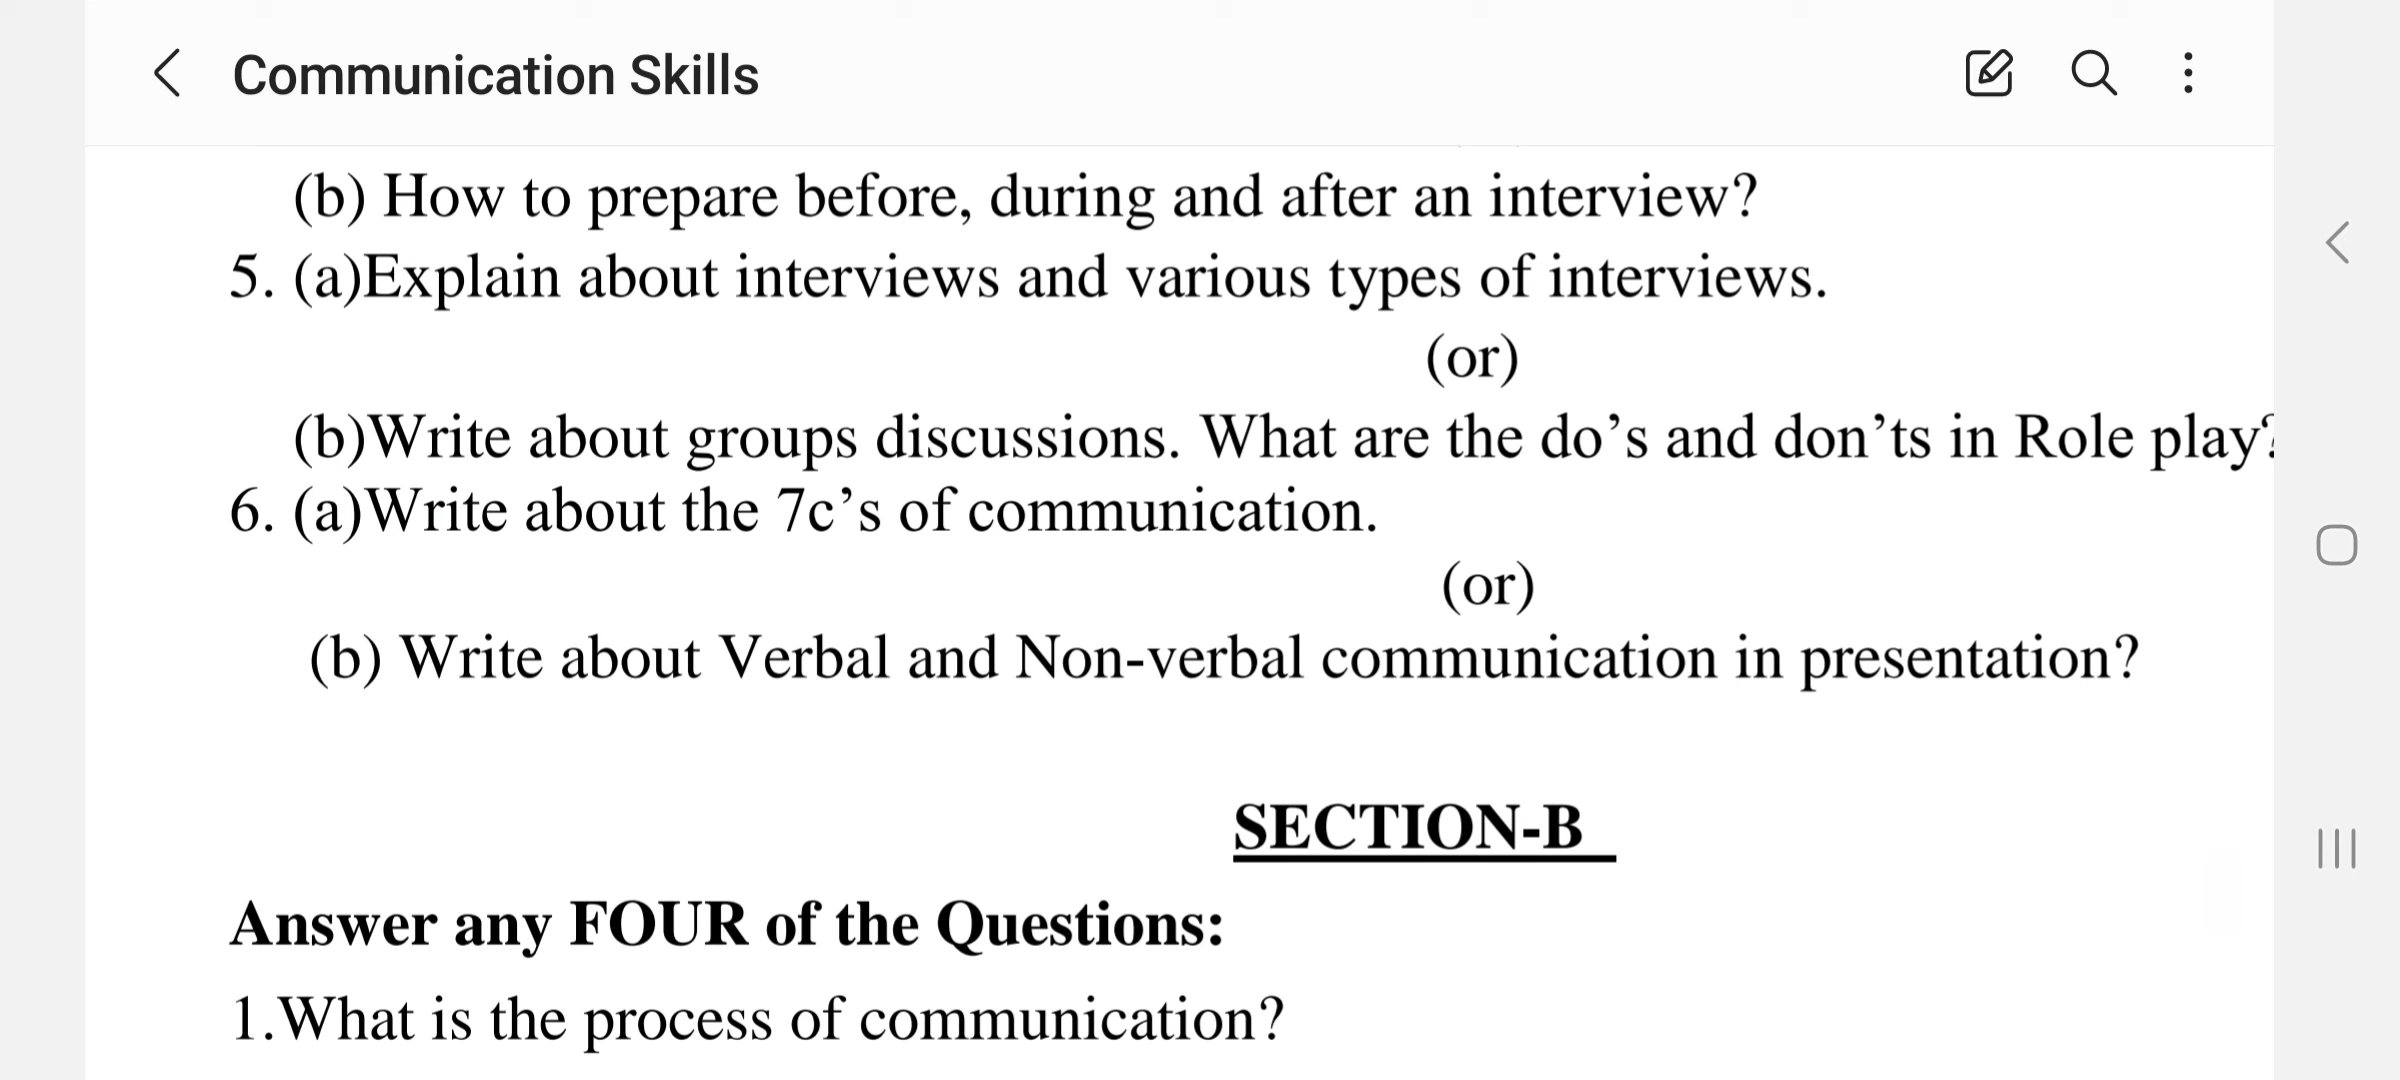 Communication Skills
(b) How to prepare before, during and after an interview?
5. (a)Explain about interviews and various types of interviews.
(or)
(b)Write about groups discussions. What are the do’s and don’ts in Role play?
6. (a)Write about the 7c’s of communication.
(or)
(b) Write about Verbal and Non-verbal communication in presentation?
SECTION-B
Answer any FOUR of the Questions:
1.What is the process of communication?